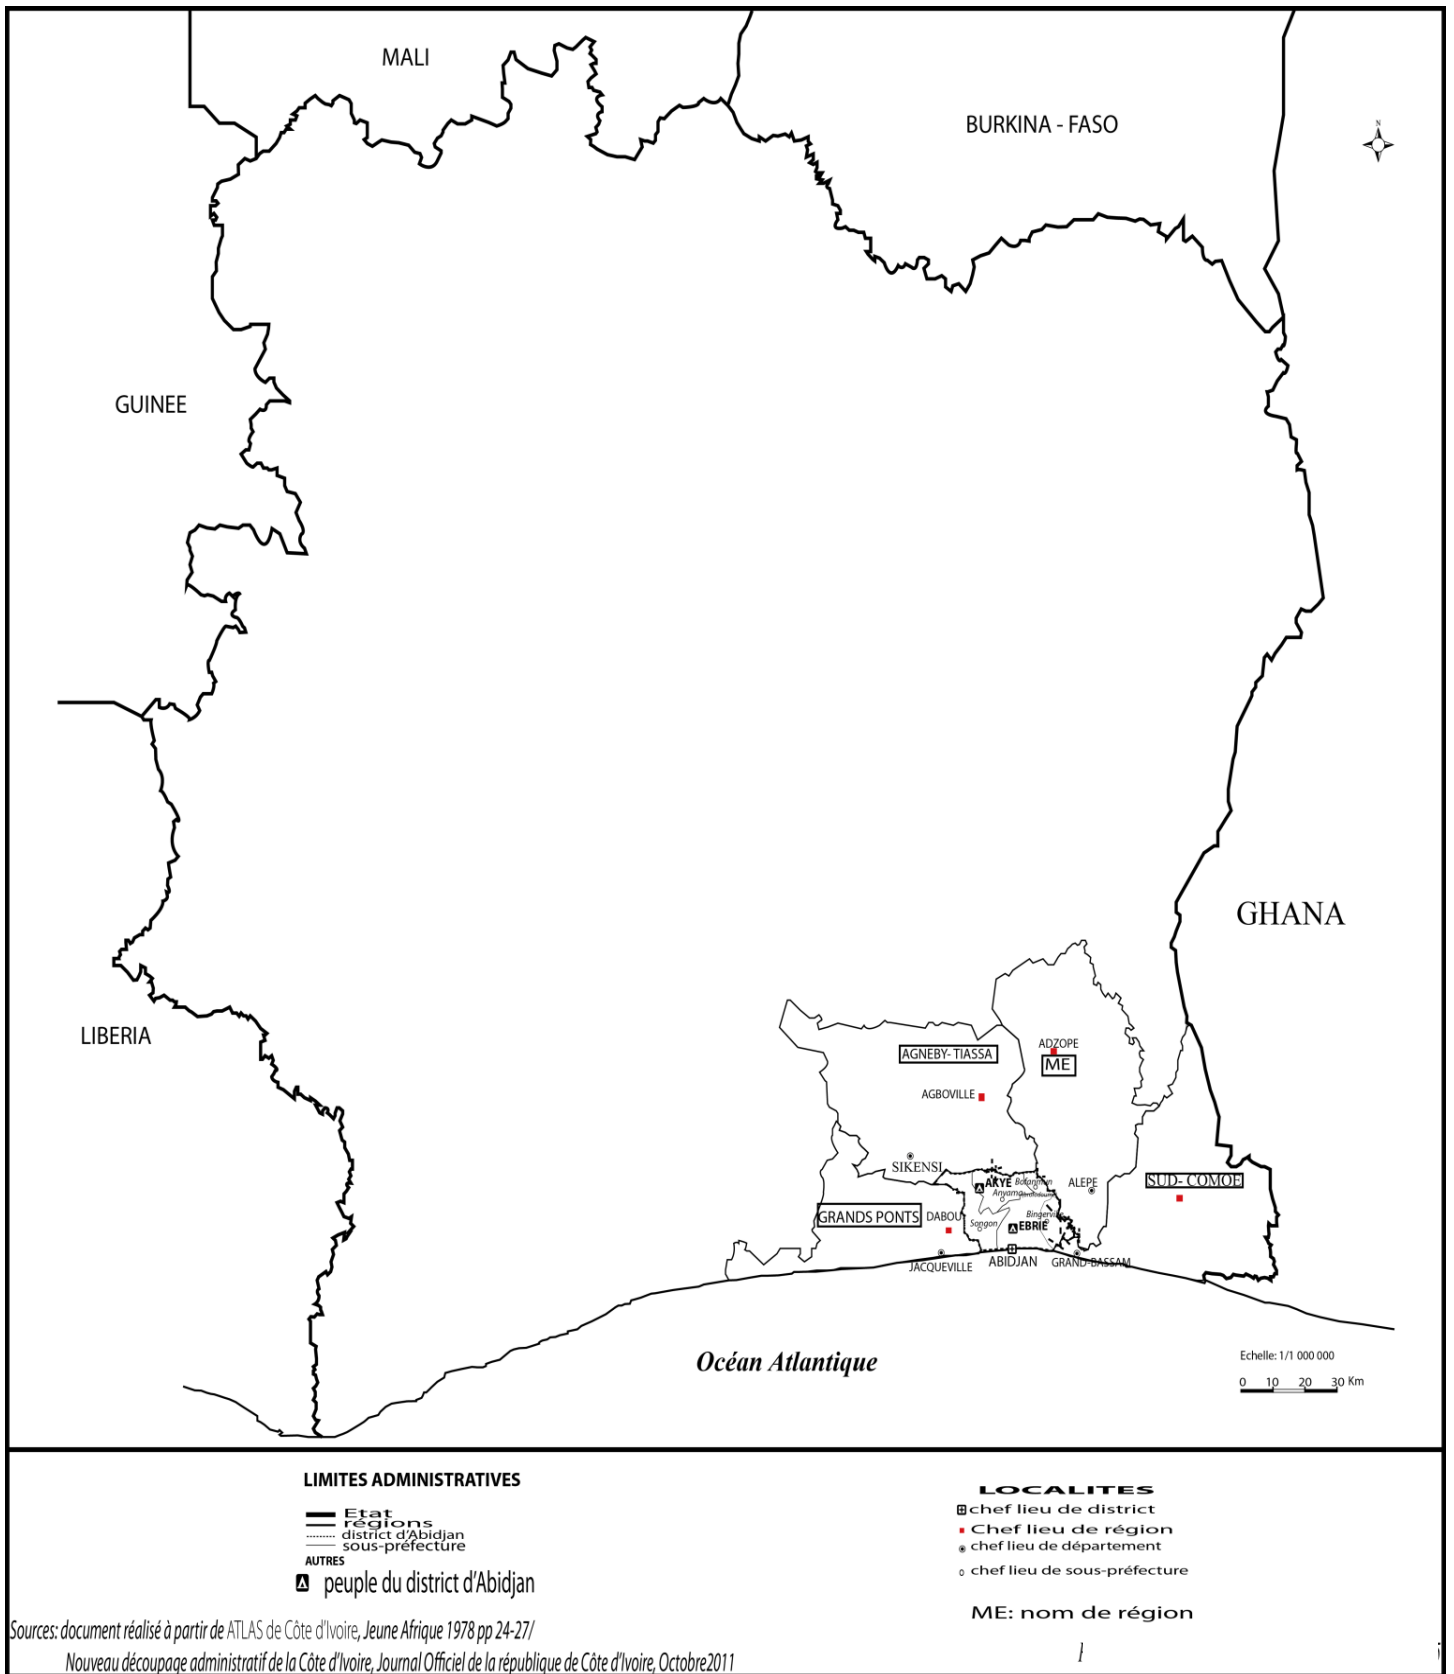 MALI
BURKINA - FASO
N
GUINEE
GHANA
LIBERIA
ADZOPE
AGNEBY- TIASSA
ME
AGBOVILLE
SIKENSI
AKYE
Anyama
ALEPE
SUD- COMOE
GRANDS PONTS
DABOU
Songon
Bingerville
EBRIE
JACQUEVILLE
ABIDJAN
GRAND-BASSAM
Océan Atlantique
Echelle: 1/1 000 000
0 10 20 30 Km
LIMITES ADMINISTRATIVES
Etat
régions
district d'Abidjan
sous-préfecture
AUTRES
peuple du district d'Abidjan
LOCALITES
chef lieu de district
Chef lieu de région
chef lieu de département
chef lieu de sous-préfecture
ME: nom de région
Sources: document réalisé à partir de ATLAS de Côte d'Ivoire, Jeune Afrique 1978 pp 24-27/
Nouveau découpage administratif de la Côte d'Ivoire, Journal Officiel de la république de Côte d'Ivoire, Octobre2011